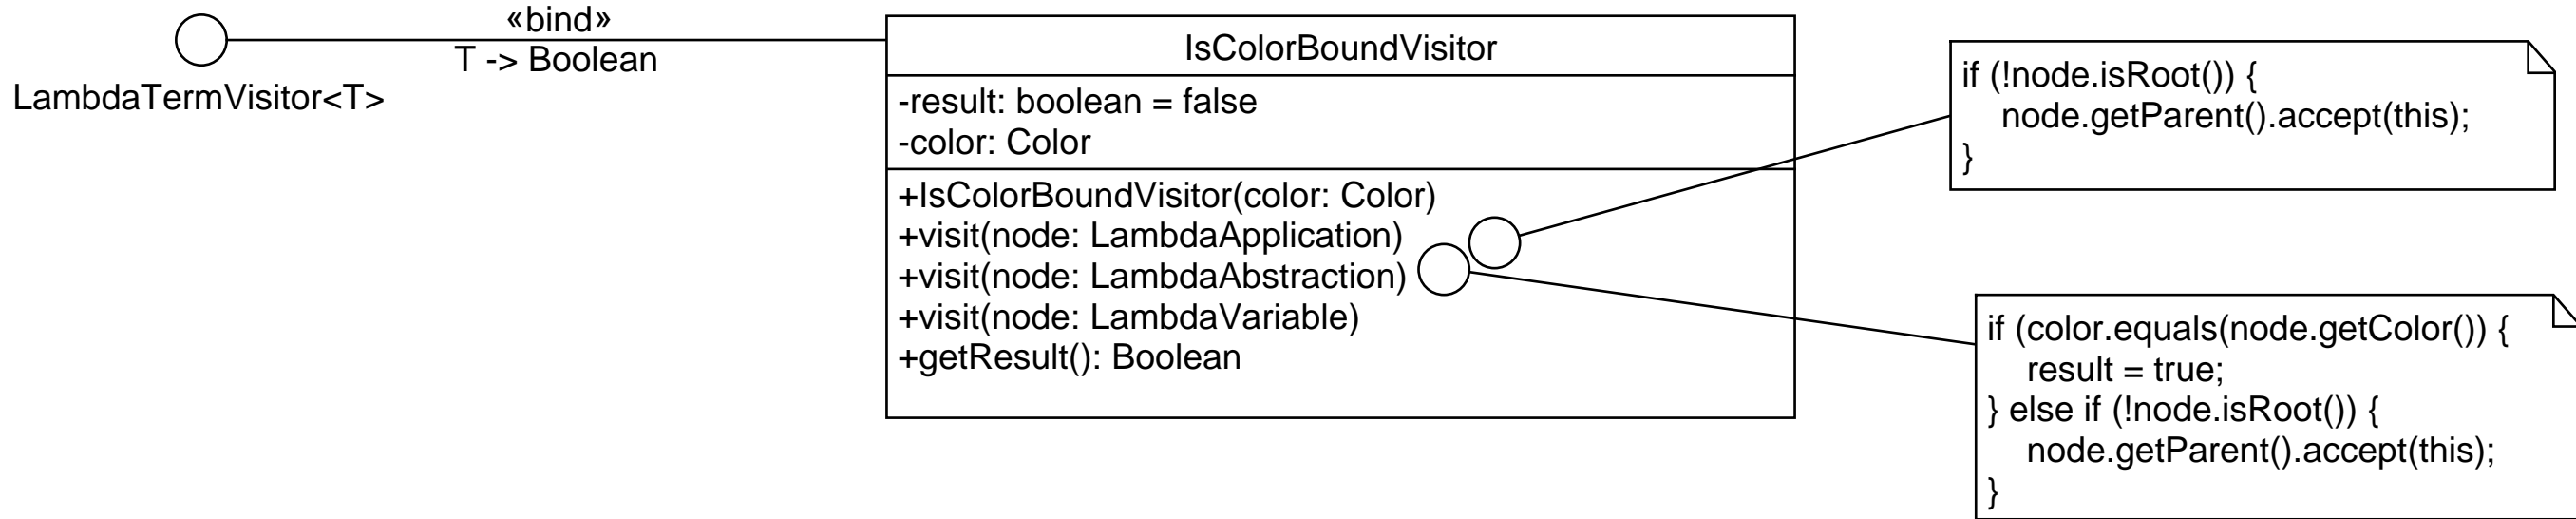 «bind»
T -> Boolean
LambdaTermVisitor<T>
IsColorBoundVisitor
-result: boolean = false
-color: Color
+IsColorBoundVisitor(color: Color)
+visit(node: LambdaApplication)
+visit(node: LambdaAbstraction)
+visit(node: LambdaVariable)
+getResult(): Boolean
if (!node.isRoot()) {
node.getParent().accept(this);
}
if (color.equals(node.getColor()) {
result = true;
} else if (!node.isRoot()) {
node.getParent().accept(this);
}